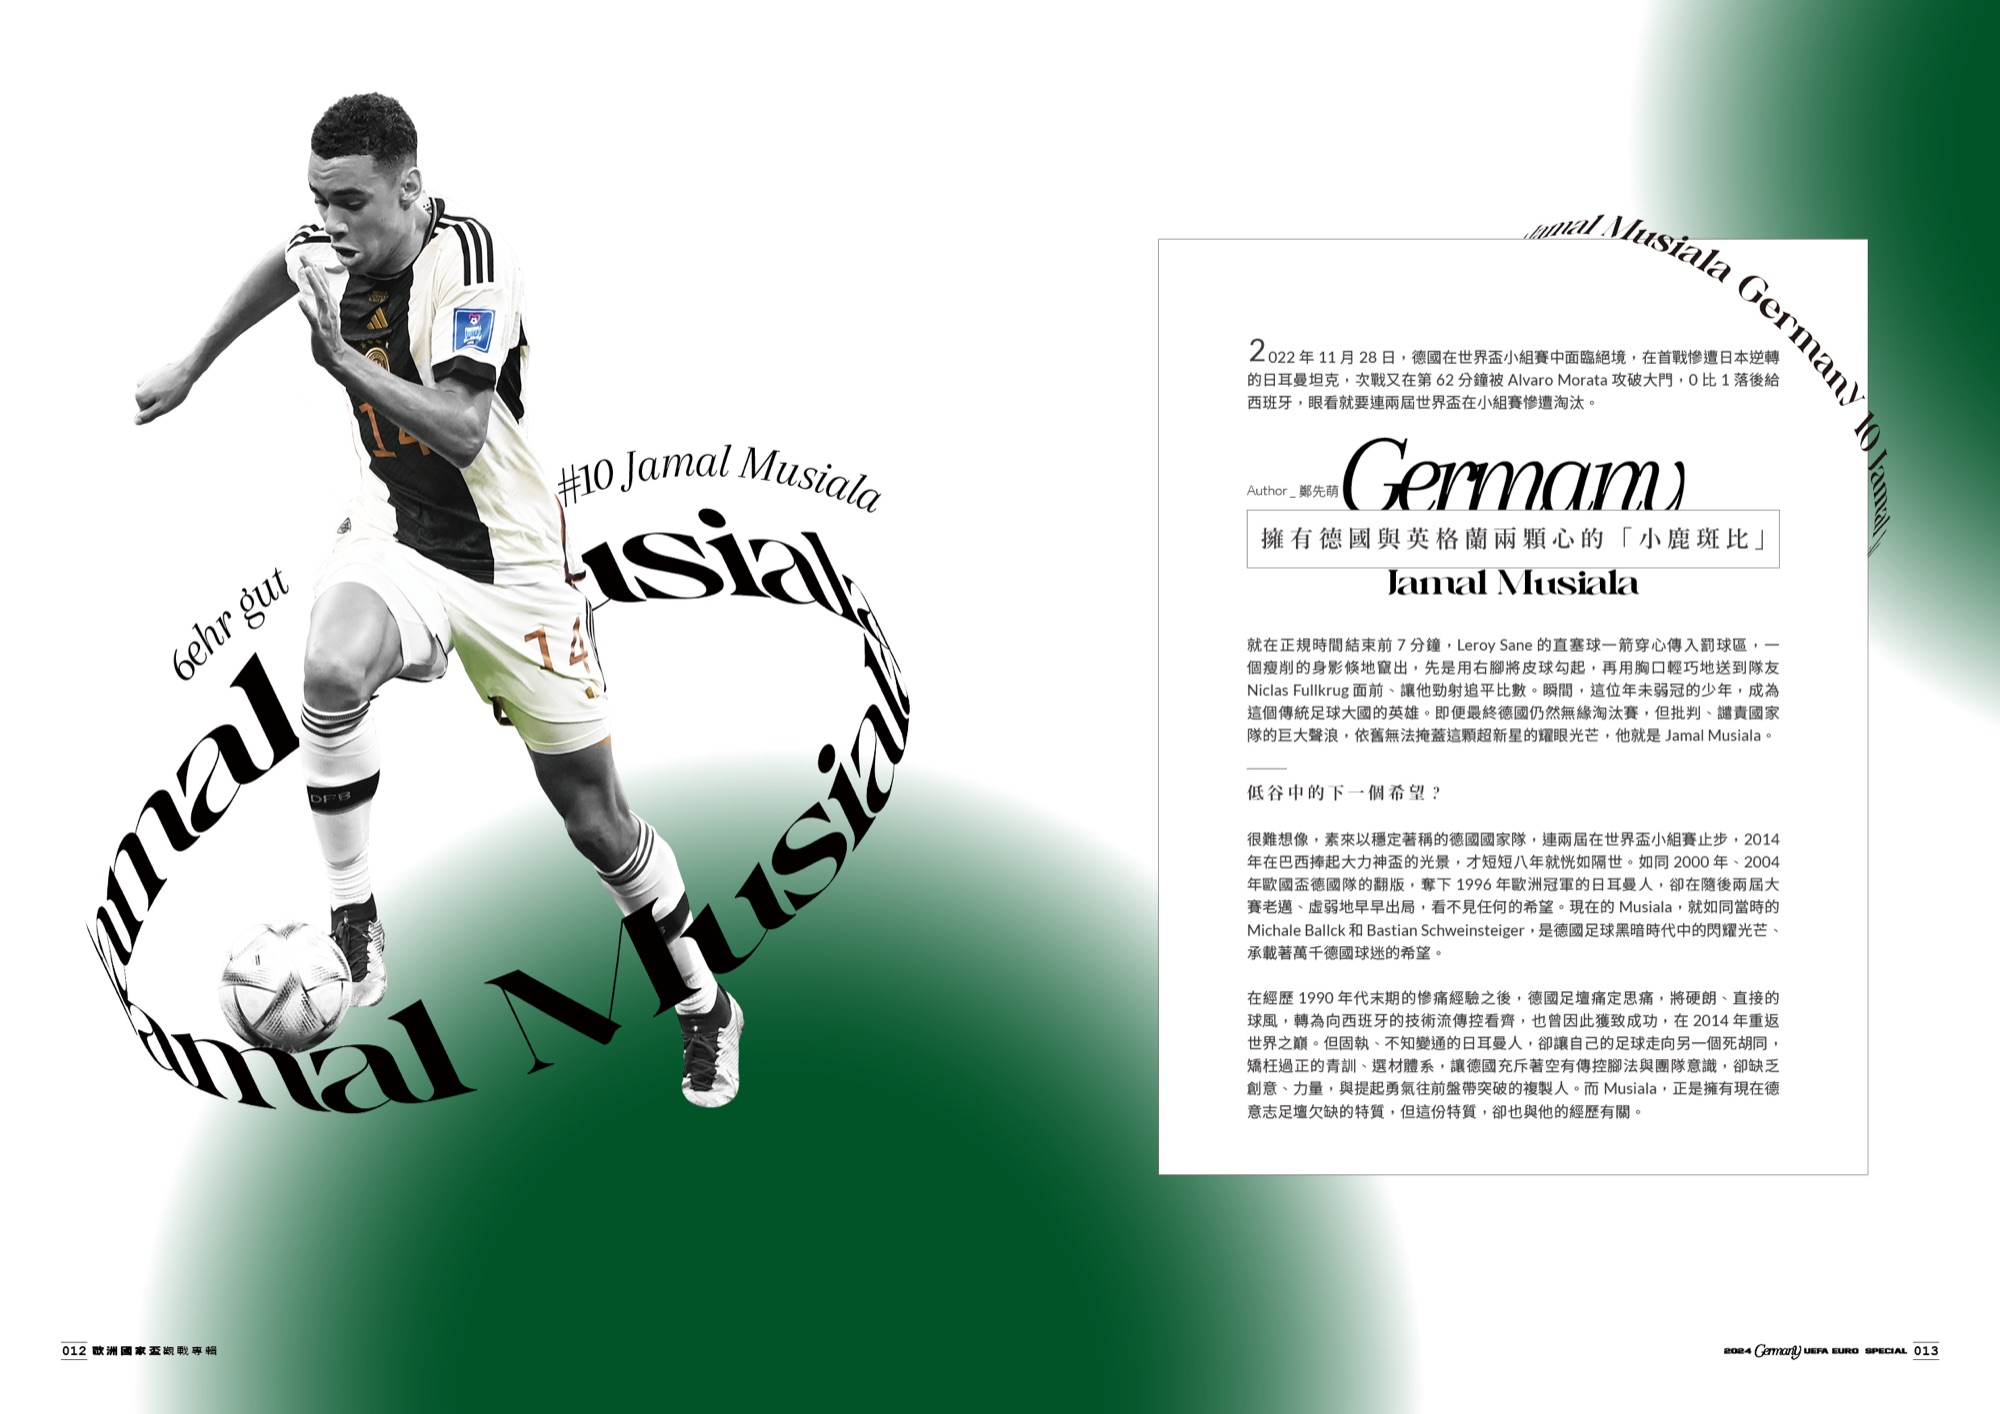 #10 Jamal Musiala
6ehr gut
Jamal Musiala
Jamal Musiala
14
14
DFB
012 歐洲國家盃觀戰專輯
Jamal Musiala Germany 10 Jamal
2022 年 11 月 28 日，德國在世界盃小組賽中面臨絕境，在首戰慘遭日本逆轉
的日耳曼坦克，次戰又在第 62 分鐘被 Alvaro Morata 攻破大門，0 比 1 落後給
西班牙，眼看就要連兩屆世界盃在小組賽慘遭淘汰。
Germany
Author _ 鄭先萌
擁有德國與英格蘭兩顆心的「小鹿斑比」
Jamal Musiala
就在正規時間結束前 7 分鐘，Leroy Sane 的直塞球一箭穿心傳入罰球區，一
個瘦削的身影倏地竄出，先是用右腳將皮球勾起，再用胸口輕巧地送到隊友
Niclas Fullkrug 面前、讓他勁射追平比數。瞬間，這位年未弱冠的少年，成為
這個傳統足球大國的英雄。即便最終德國仍然無緣淘汰賽，但批判、譴責國家
隊的巨大聲浪，依舊無法掩蓋這顆超新星的耀眼光芒，他就是 Jamal Musiala。
低谷中的下一個希望？
很難想像，素來以穩定著稱的德國國家隊，連兩屆在世界盃小組賽止步，2014
年在巴西捧起大力神盃的光景，才短短八年就恍如隔世。如同 2000 年、2004
年歐國盃德國隊的翻版，奪下 1996 年歐洲冠軍的日耳曼人，卻在隨後兩屆大
賽老邁、虛弱地早早出局，看不見任何的希望。現在的 Musiala，就如同當時的
Michale Ballck 和 Bastian Schweinsteiger，是德國足球黑暗時代中的閃耀光芒、
承載著萬千德國球迷的希望。
在經歷 1990 年代末期的慘痛經驗之後，德國足壇痛定思痛，將硬朗、直接的
球風，轉為向西班牙的技術流傳控看齊，也曾因此獲致成功，在 2014 年重返
世界之巔。但固執、不知變通的日耳曼人，卻讓自己的足球走向另一個死胡同，
矯枉過正的青訓、選材體系，讓德國充斥著空有傳控腳法與團隊意識，卻缺乏
創意、力量，與提起勇氣往前盤帶突破的複製人。而 Musiala，正是擁有現在德
意志足壇欠缺的特質，但這份特質，卻也與他的經歷有關。
2024 Germany UEFA EURO SPECIAL 013